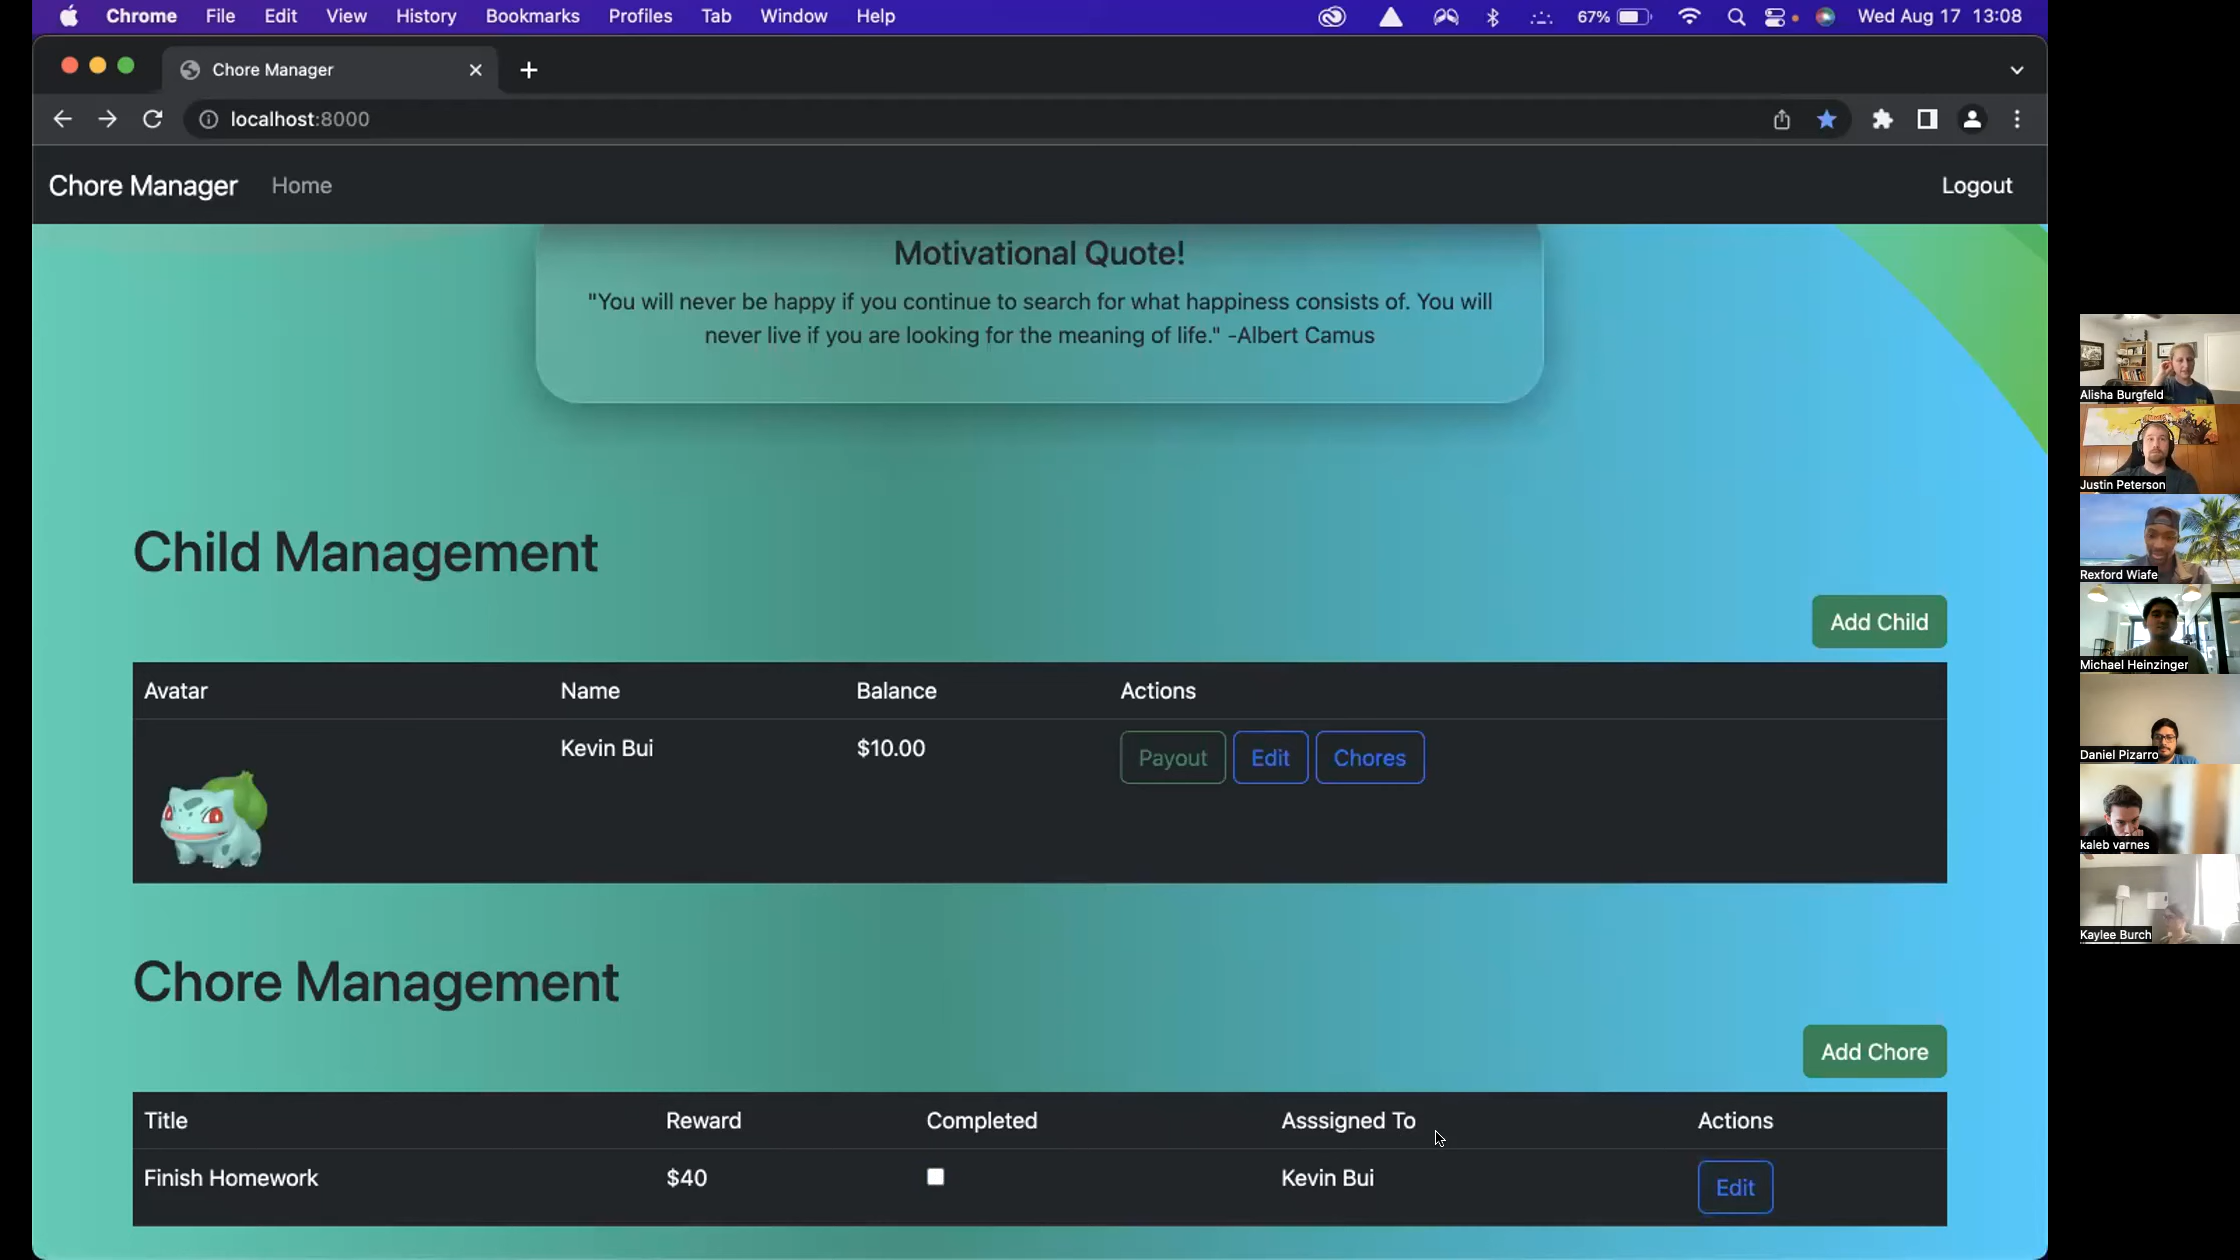 Chrome File Edit View History Bookmarks Profiles Tab Window Help 67% Wed Aug 17 13:08
Chore Manager
localhost:8000
Chore Manager Home Logout
Motivational Quote!
"You will never be happy if you continue to search for what happiness consists of. You will
never live if you are looking for the meaning of life." -Albert Camus
Child Management
Add Child
Avatar Name Balance Actions
Kevin Bui $10.00 Payout Edit Chores
Chore Management
Add Chore
Title Reward Completed Asssigned To Actions
Finish Homework $40 Kevin Bui Edit
Alisha Burgfeld
Justin Peterson
Rexford Wiafe
Michael Heinzinger
Daniel Pizarro
kaleb varnes
Kaylee Burch